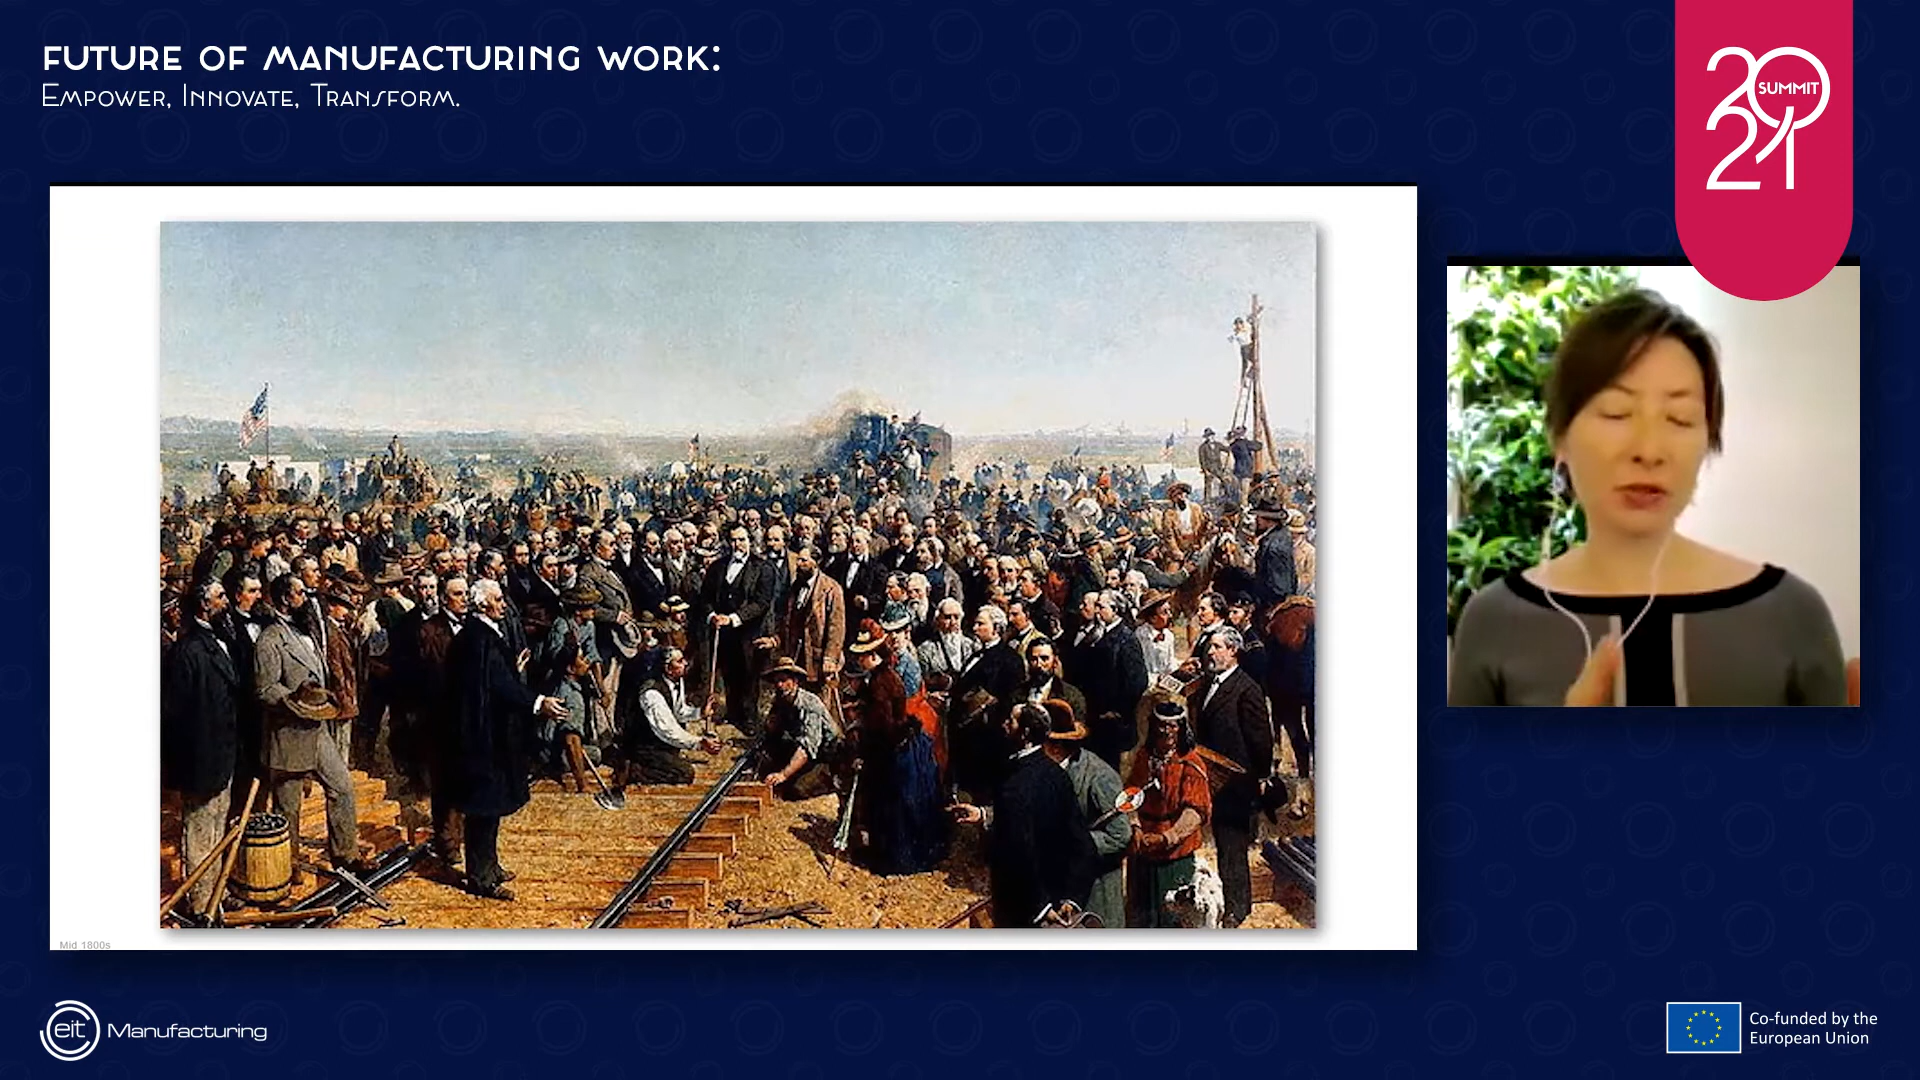 FUTURE OF MANUFACTURING WORK:
EMPOWER, INNOVATE, TRANSFORM.
20
SUMMIT
21
Mid 1800s
eit Manufacturing
Co-funded by the
European Union